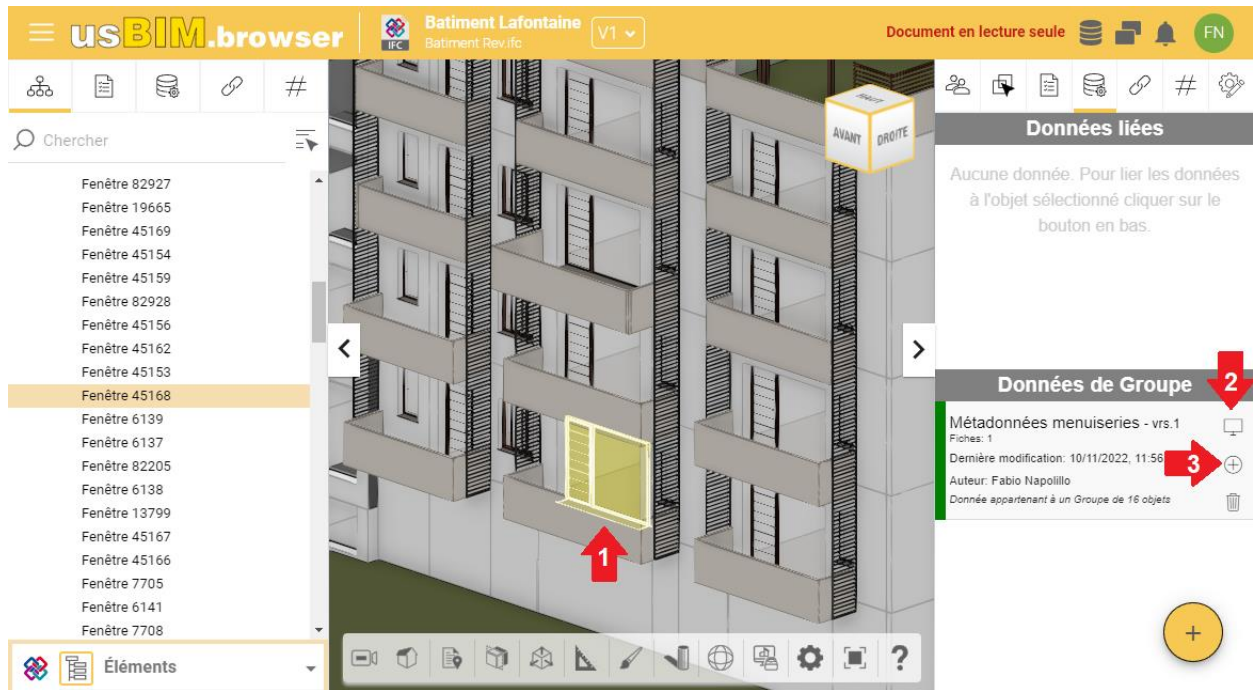 usBIM.browser
IFC
Batiment Lafontaine
Batiment Rev.ifc
V1
Document en lecture seule
FN
Chercher
Fenêtre 82927
Fenêtre 19665
Fenêtre 45169
Fenêtre 45154
Fenêtre 45159
Fenêtre 82928
Fenêtre 45156
Fenêtre 45162
Fenêtre 45153
Fenêtre 45168
Fenêtre 6139
Fenêtre 6137
Fenêtre 82205
Fenêtre 6138
Fenêtre 13799
Fenêtre 45167
Fenêtre 45166
Fenêtre 7705
Fenêtre 6141
Fenêtre 7708
Éléments
HAUT
AVANT
DROITE
1
Données liées
Aucune donnée. Pour lier les données
à l'objet sélectionné cliquer sur le
bouton en bas.
Données de Groupe
2
Métadonnées menuiseries - vrs.1
Fiches: 1
Dernière modification: 10/11/2022, 11:56
3
Auteur: Fabio Napolillo
Donnée appartenant à un Groupe de 16 objets